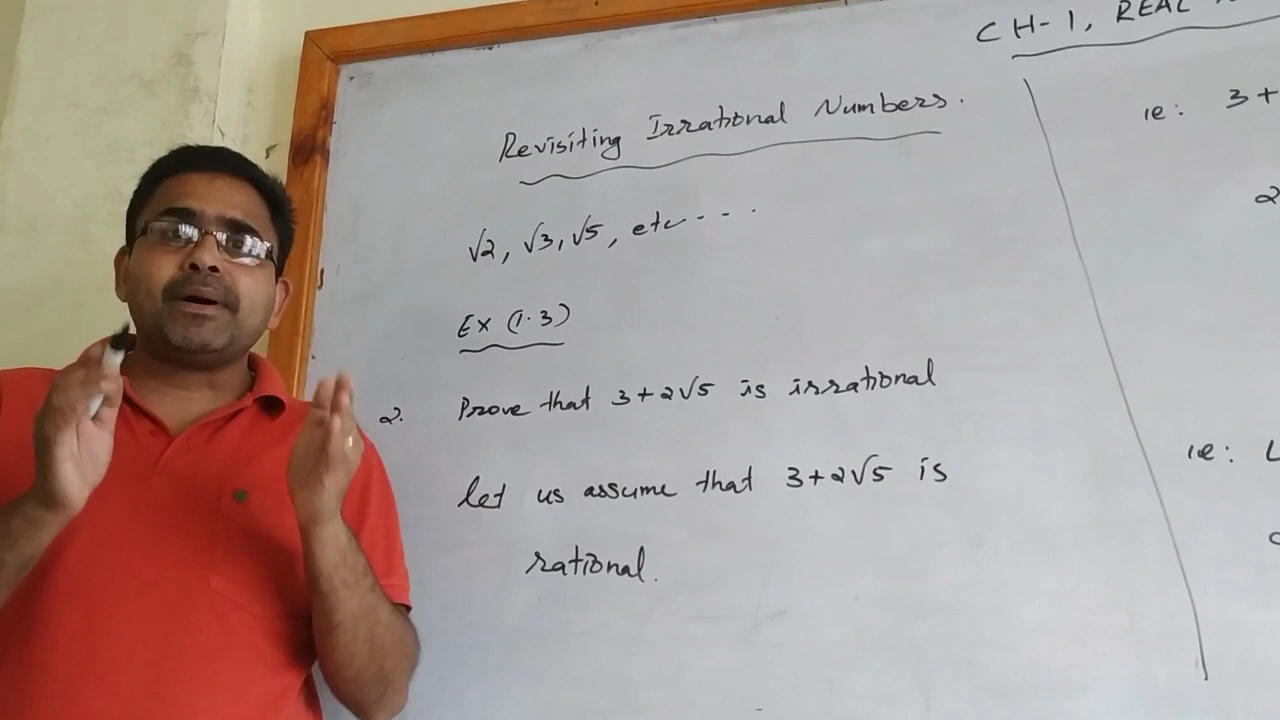 CH-1, REAL
Revisiting Irrational Numbers.
√2, √3, √5, etc - - - .
Ex (1.3)
2. Prove that 3+2√5 is irrational
let us assume that 3+2√5 is
rational.
ie: 3+
2
ie: L